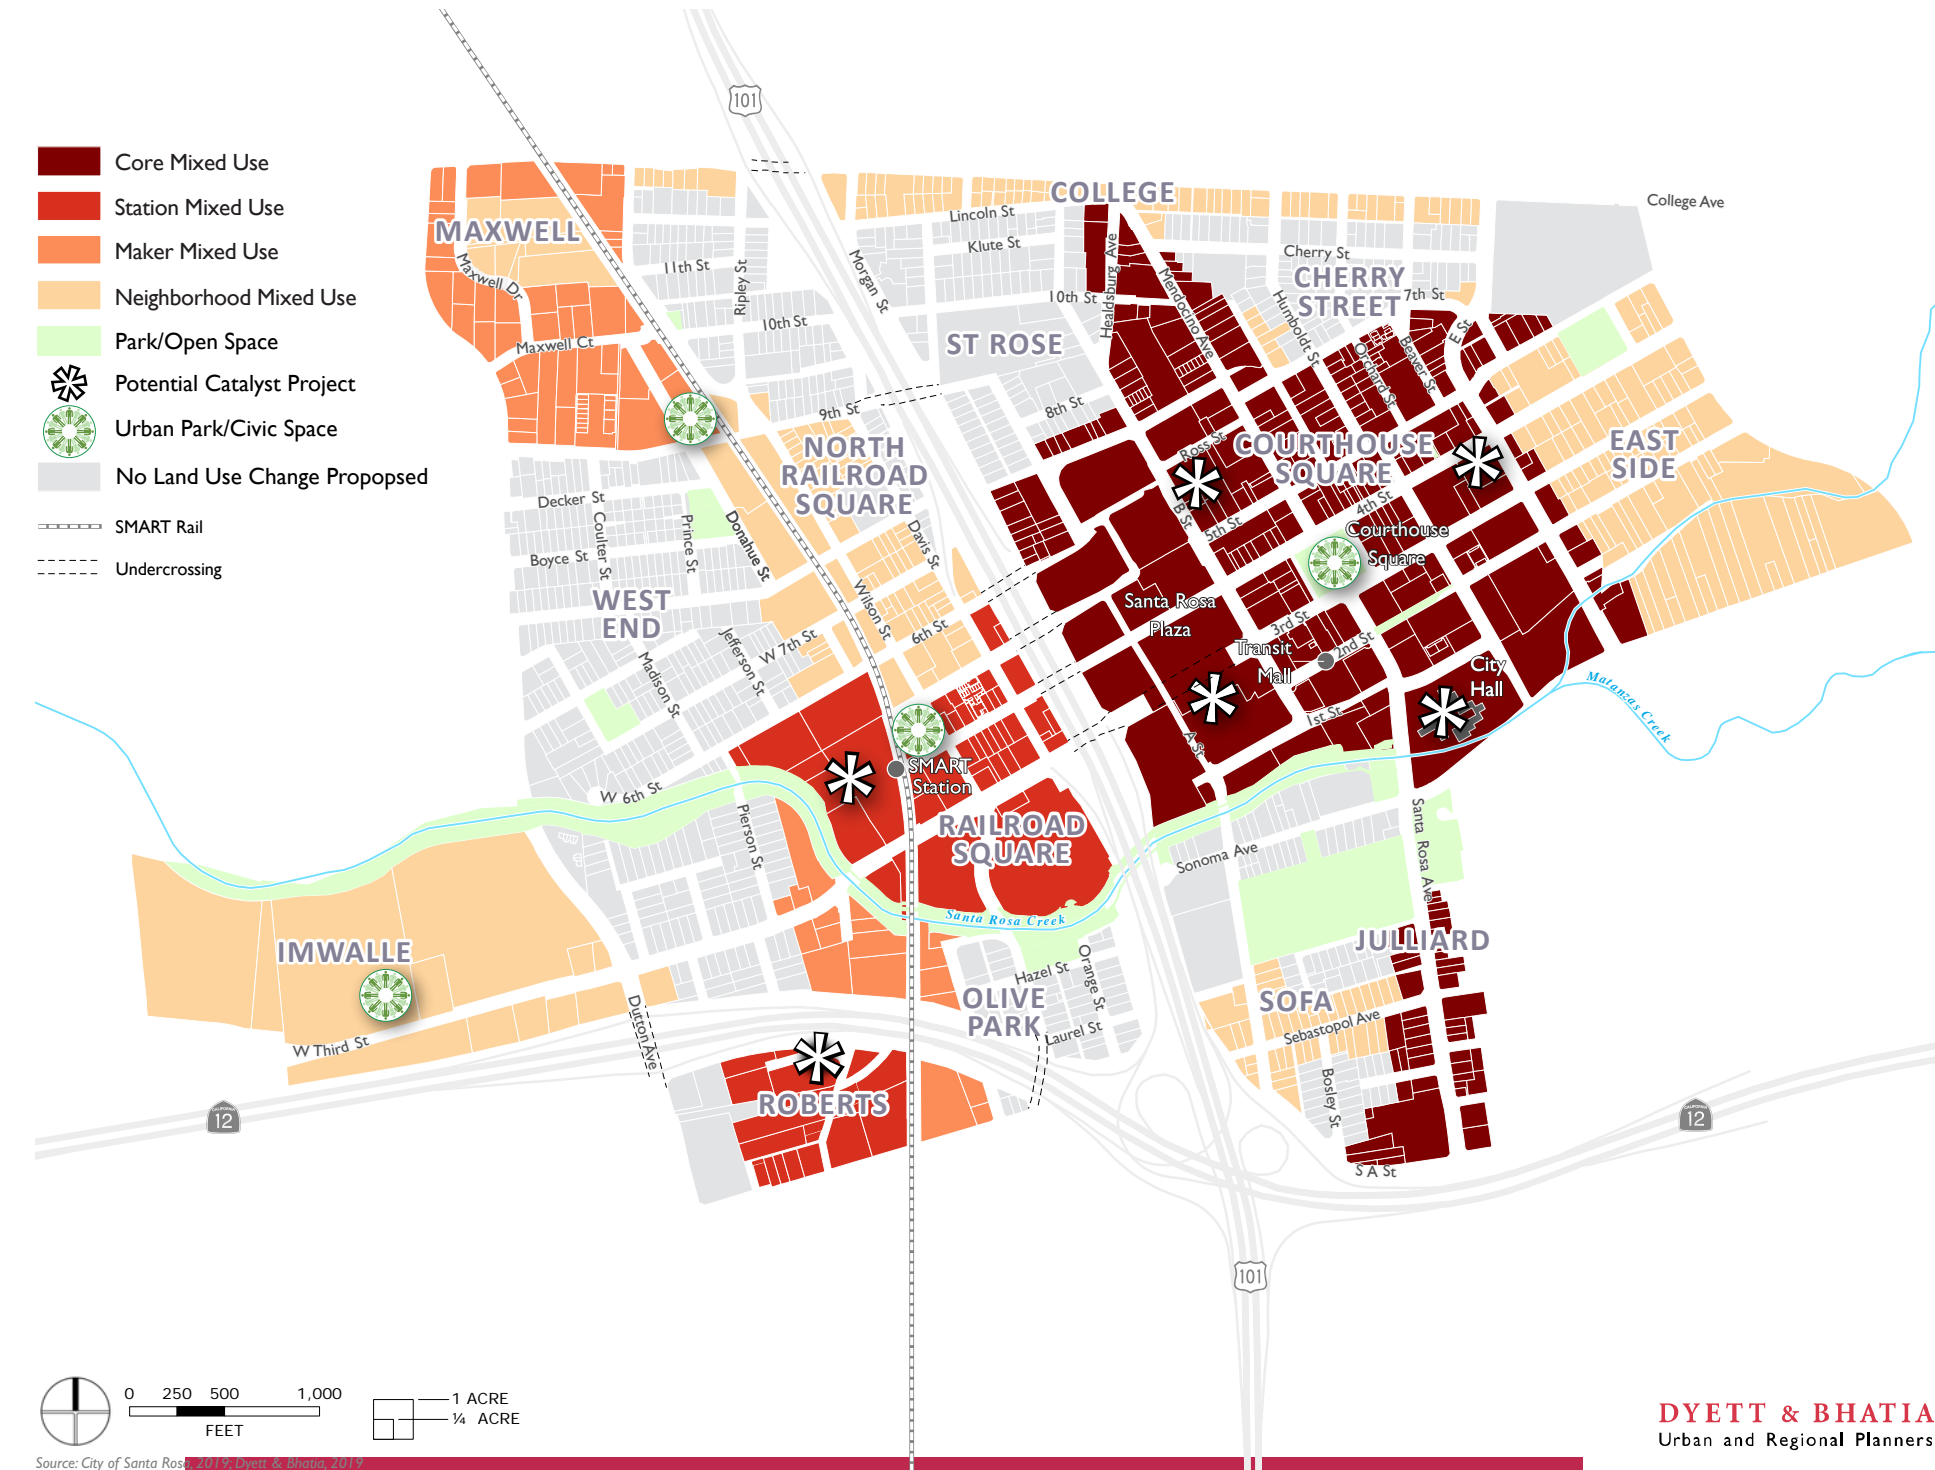 101
Core Mixed Use
Station Mixed Use
Maker Mixed Use
Neighborhood Mixed Use
Park/Open Space
Potential Catalyst Project
Urban Park/Civic Space
No Land Use Change Propopsed
SMART Rail
Undercrossing
College Ave
COLLEGE
MAXWELL
Lincoln St
Klute St
Cherry St
CHERRY
STREET
7th St
11th St
Ripley St
Morgan St
Maxwell Dr
10th St
10th St
Healdsburg Ave
Mendocino Ave
Humboldt St
Orchard St
Beaver St
E St
Maxwell Ct
ST ROSE
9th St
8th St
NORTH
RAILROAD
SQUARE
Ross St
COURTHOUSE
SQUARE
EAST
SIDE
Decker St
Coulter St
Prince St
Donahue St
Boyce St
Davis St
B St
5th St
4th St
Courthouse
Square
WEST
END
Wilson St
6th St
W 7th St
Jefferson St
Madison St
Santa Rosa
Plaza
3rd St
2nd St
Transit
Mall
City
Hall
1st St
A St
Matanzas Creek
SMART
Station
W 6th St
Pierson St
RAILROAD
SQUARE
Sonoma Ave
Santa Rosa Ave
Santa Rosa Creek
IMWALLE
JULLIARD
Hazel St
Orange St
OLIVE
PARK
Laurel St
SOFA
Sebastopol Ave
Bosley St
W Third St
Dutton Ave
ROBERTS
CALIFORNIA
12
CALIFORNIA
12
S A St
101
0 250 500 1,000
FEET
1 ACRE
¼ ACRE
DYETT & BHATIA
Urban and Regional Planners
Source: City of Santa Rosa, 2019; Dyett & Bhatia, 2019